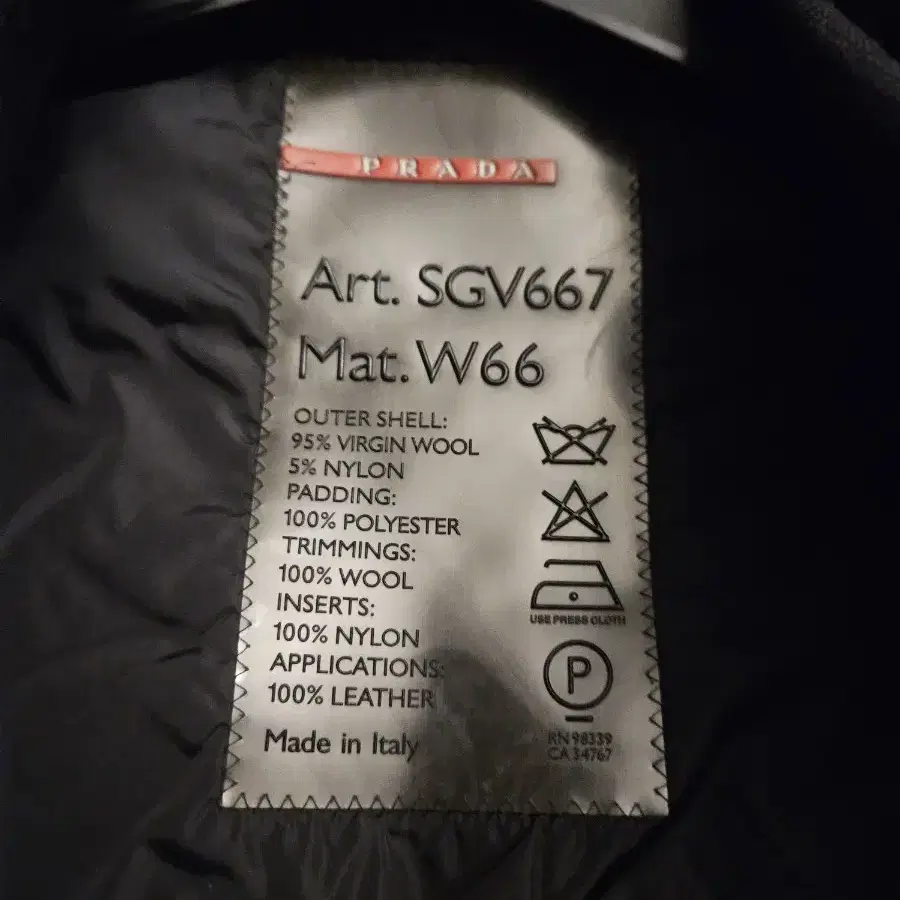 PRADA
Art. SGV667
Mat. W66
OUTER SHELL:
95% VIRGIN WOOL
5% NYLON
PADDING:
100% POLYESTER
TRIMMINGS:
100% WOOL
INSERTS:
100% NYLON
APPLICATIONS:
100% LEATHER
Made in Italy
USE PRESS CLOTH
P
RN 98339
CA 34767